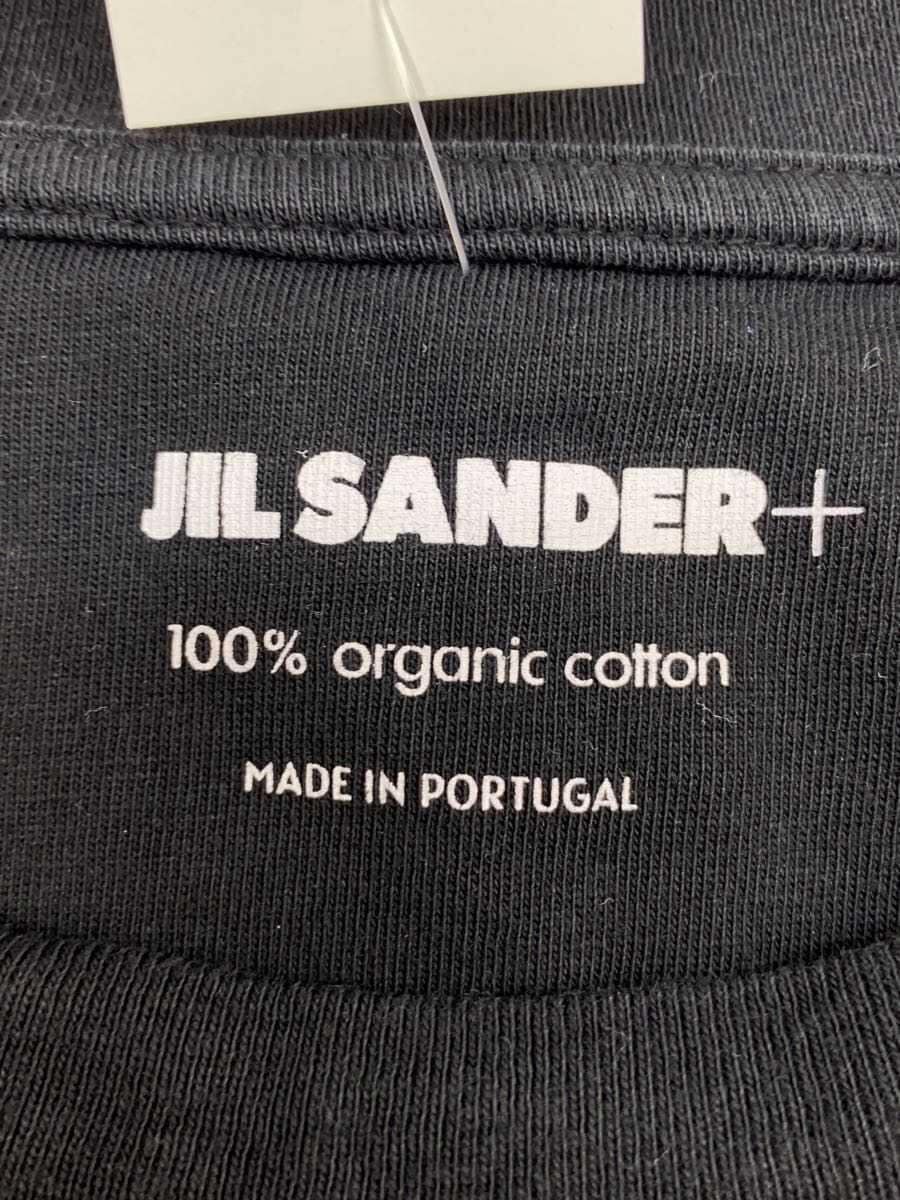 JIL SANDER+
100% organic cotton
MADE IN PORTUGAL